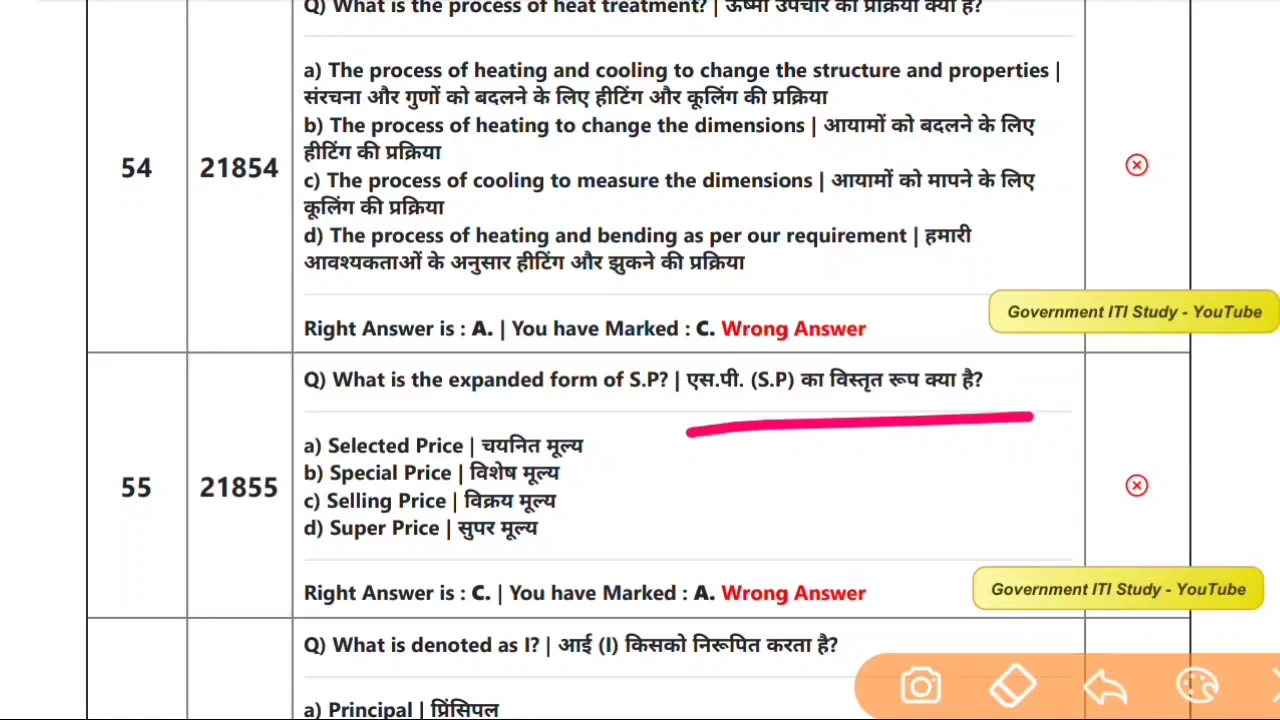 Q) What is the process of heat treatment? | ऊष्मा उपचार की प्रक्रिया क्या है?
a) The process of heating and cooling to change the structure and properties |
संरचना और गुणों को बदलने के लिए हीटिंग और कूलिंग की प्रक्रिया
b) The process of heating to change the dimensions | आयामों को बदलने के लिए
हीटिंग की प्रक्रिया
54 21854
c) The process of cooling to measure the dimensions | आयामों को मापने के लिए
कूलिंग की प्रक्रिया
d) The process of heating and bending as per our requirement | हमारी
आवश्यकताओं के अनुसार हीटिंग और झुकने की प्रक्रिया
Government ITI Study - YouTube
Right Answer is : A. | You have Marked : C. Wrong Answer
Q) What is the expanded form of S.P? | एस.पी. (S.P) का विस्तृत रूप क्या है?
a) Selected Price | चयनित मूल्य
b) Special Price | विशेष मूल्य
55 21855
c) Selling Price | विक्रय मूल्य
d) Super Price | सुपर मूल्य
Right Answer is : C. | You have Marked : A. Wrong Answer
Government ITI Study - YouTube
Q) What is denoted as I? | आई (I) किसको निरूपित करता है?
a) Principal | प्रिंसिपल